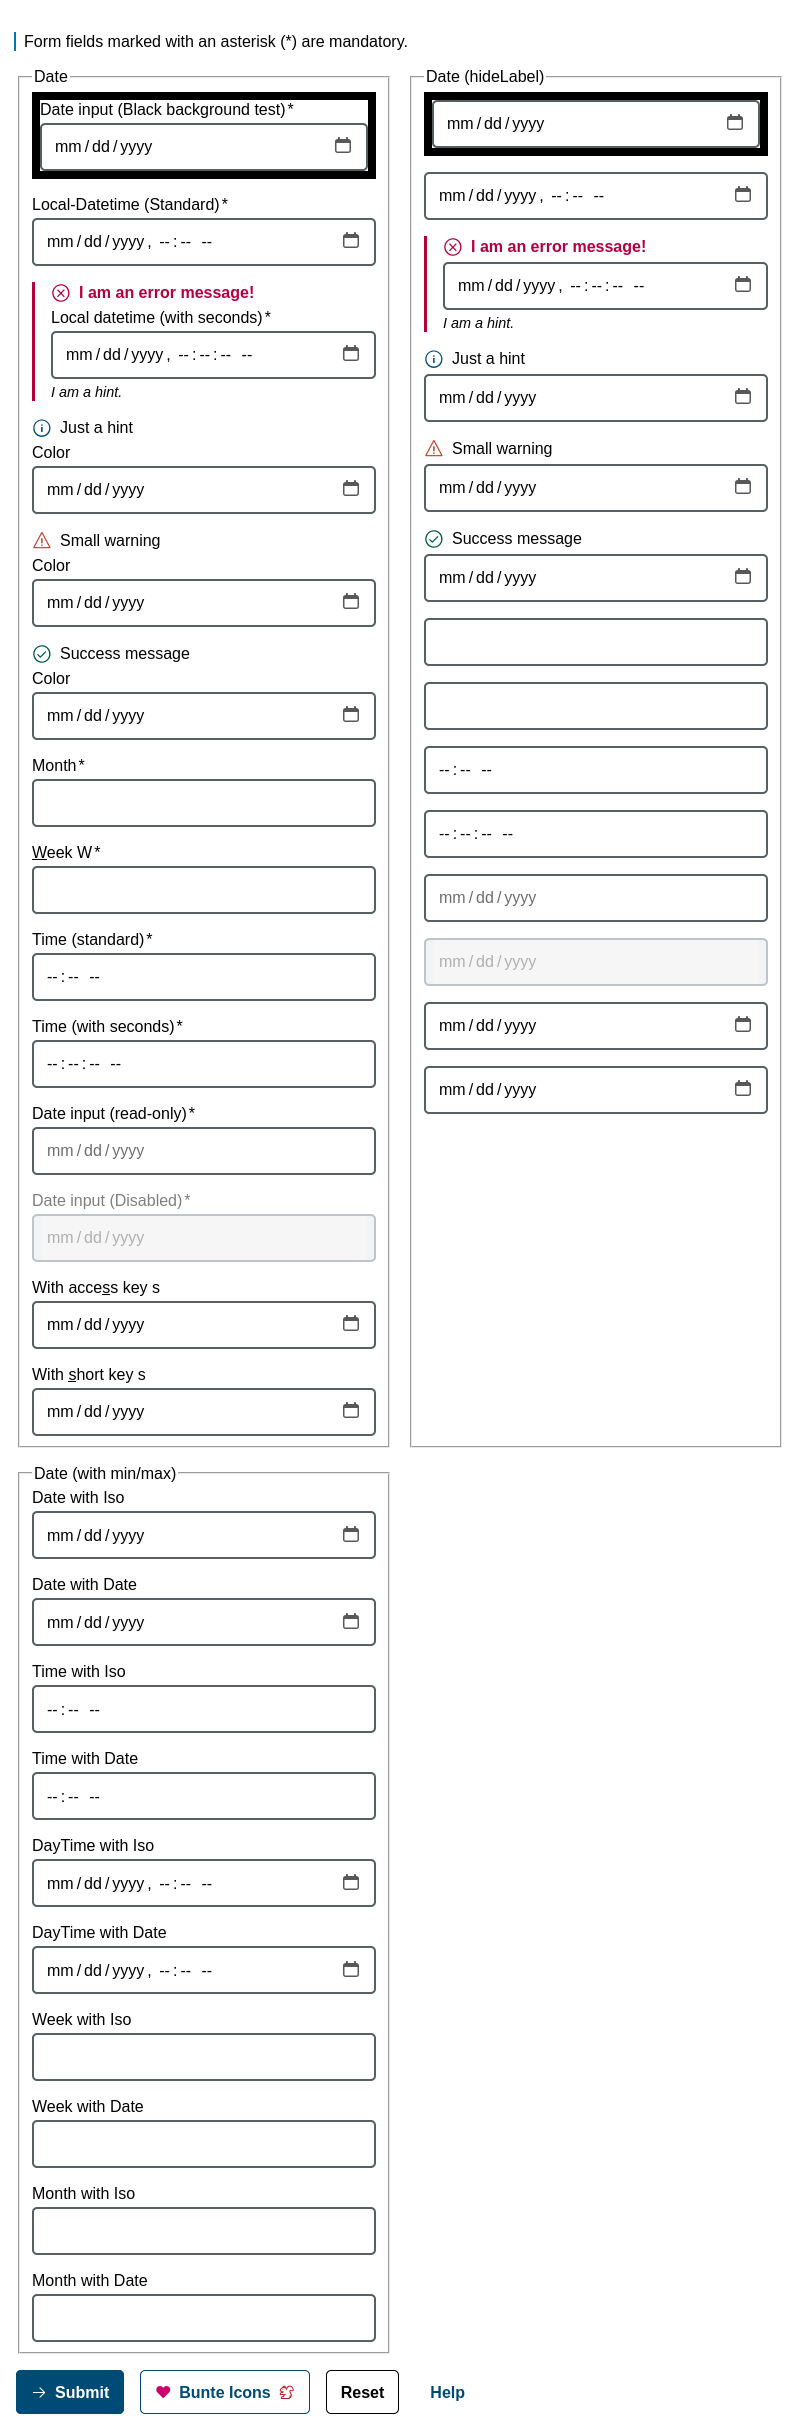 Form fields marked with an asterisk (*) are mandatory.
Date
Date input (Black background test)*
mm/dd/yyyy
Local-Datetime (Standard)*
mm/dd/yyyy, --:-- --
I am an error message!
Local datetime (with seconds)*
mm/dd/yyyy, --:--:-- --
I am a hint.
Just a hint
Color
mm/dd/yyyy
Small warning
Color
mm/dd/yyyy
Success message
Color
mm/dd/yyyy
Month*
Week W*
Time (standard)*
--:-- --
Time (with seconds)*
--:--:-- --
Date input (read-only)*
mm/dd/yyyy
Date input (Disabled)*
mm/dd/yyyy
With access key s
mm/dd/yyyy
With short key s
mm/dd/yyyy
Date (hideLabel)
mm/dd/yyyy
mm/dd/yyyy, --:-- --
I am an error message!
mm/dd/yyyy, --:--:-- --
I am a hint.
Just a hint
mm/dd/yyyy
Small warning
mm/dd/yyyy
Success message
mm/dd/yyyy
--:-- --
--:--:-- --
mm/dd/yyyy
mm/dd/yyyy
mm/dd/yyyy
mm/dd/yyyy
Date (with min/max)
Date with Iso
mm/dd/yyyy
Date with Date
mm/dd/yyyy
Time with Iso
--:-- --
Time with Date
--:-- --
DayTime with Iso
mm/dd/yyyy, --:-- --
DayTime with Date
mm/dd/yyyy, --:-- --
Week with Iso
Week with Date
Month with Iso
Month with Date
Submit Bunte Icons Reset Help